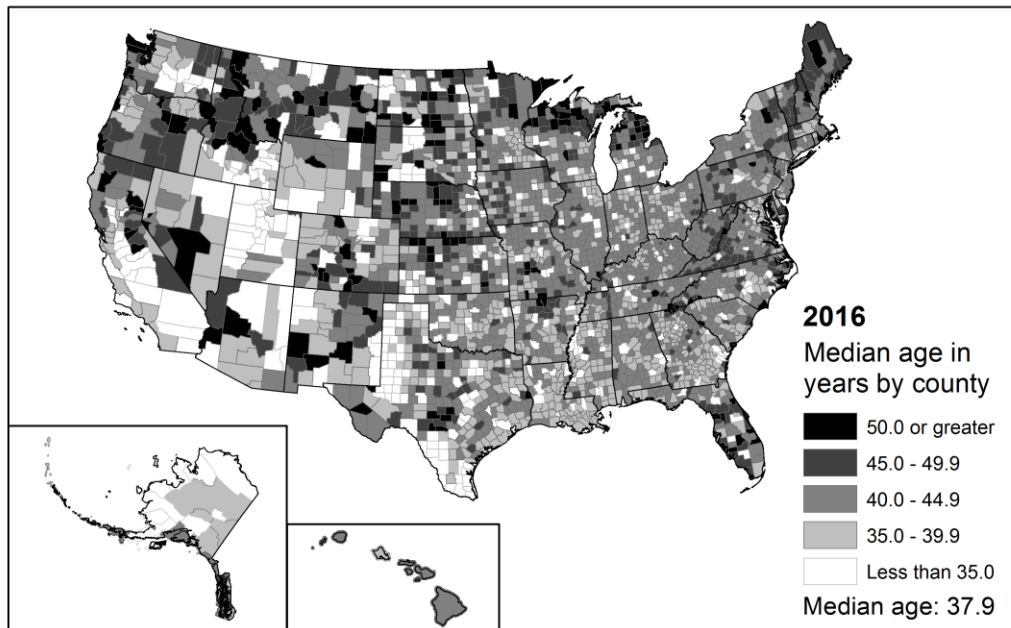 2016
Median age in
years by county
50.0 or greater
45.0 - 49.9
40.0 - 44.9
35.0 - 39.9
Less than 35.0
Median age: 37.9